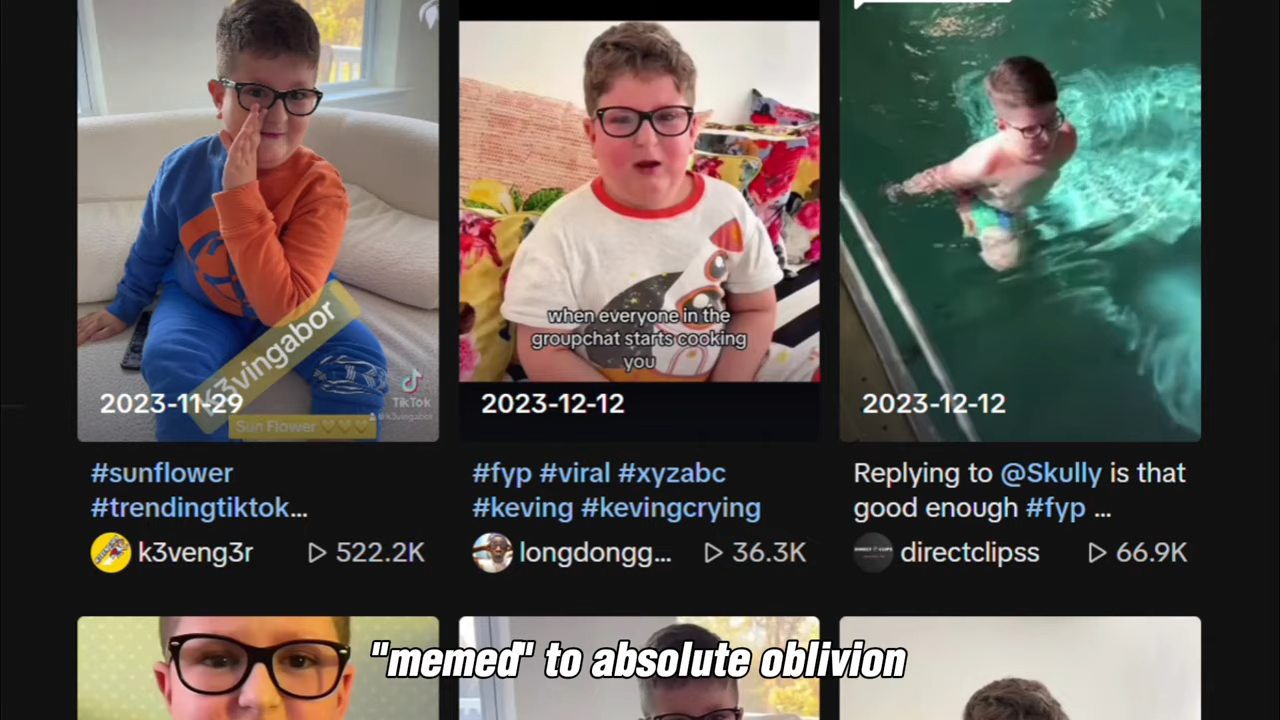 when everyone in the
groupchat starts cooking
you
k3vingabor
2023-11-29
TikTok
@k3vingabor
Sun Flower 💛💛💛
2023-12-12
2023-12-12
#sunflower
#trendingtiktok...
#fyp #viral #xyzabc
#keving #kevingcrying
Replying to @Skully is that
good enough #fyp ...
k3veng3r
522.2K
longdongg...
36.3K
directclipss
66.9K
"memed" to absolute oblivion